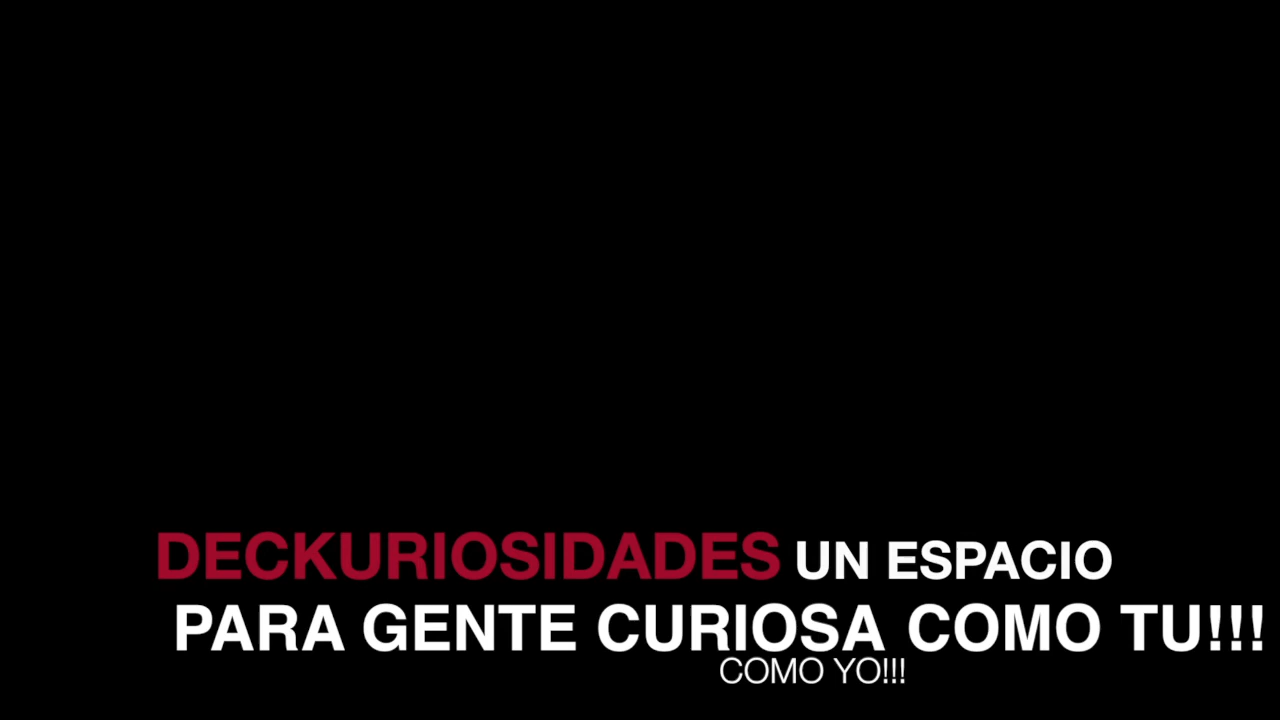 DECKURIOSIDADES UN ESPACIO
PARA GENTE CURIOSA COMO TU!!!
COMO YO!!!